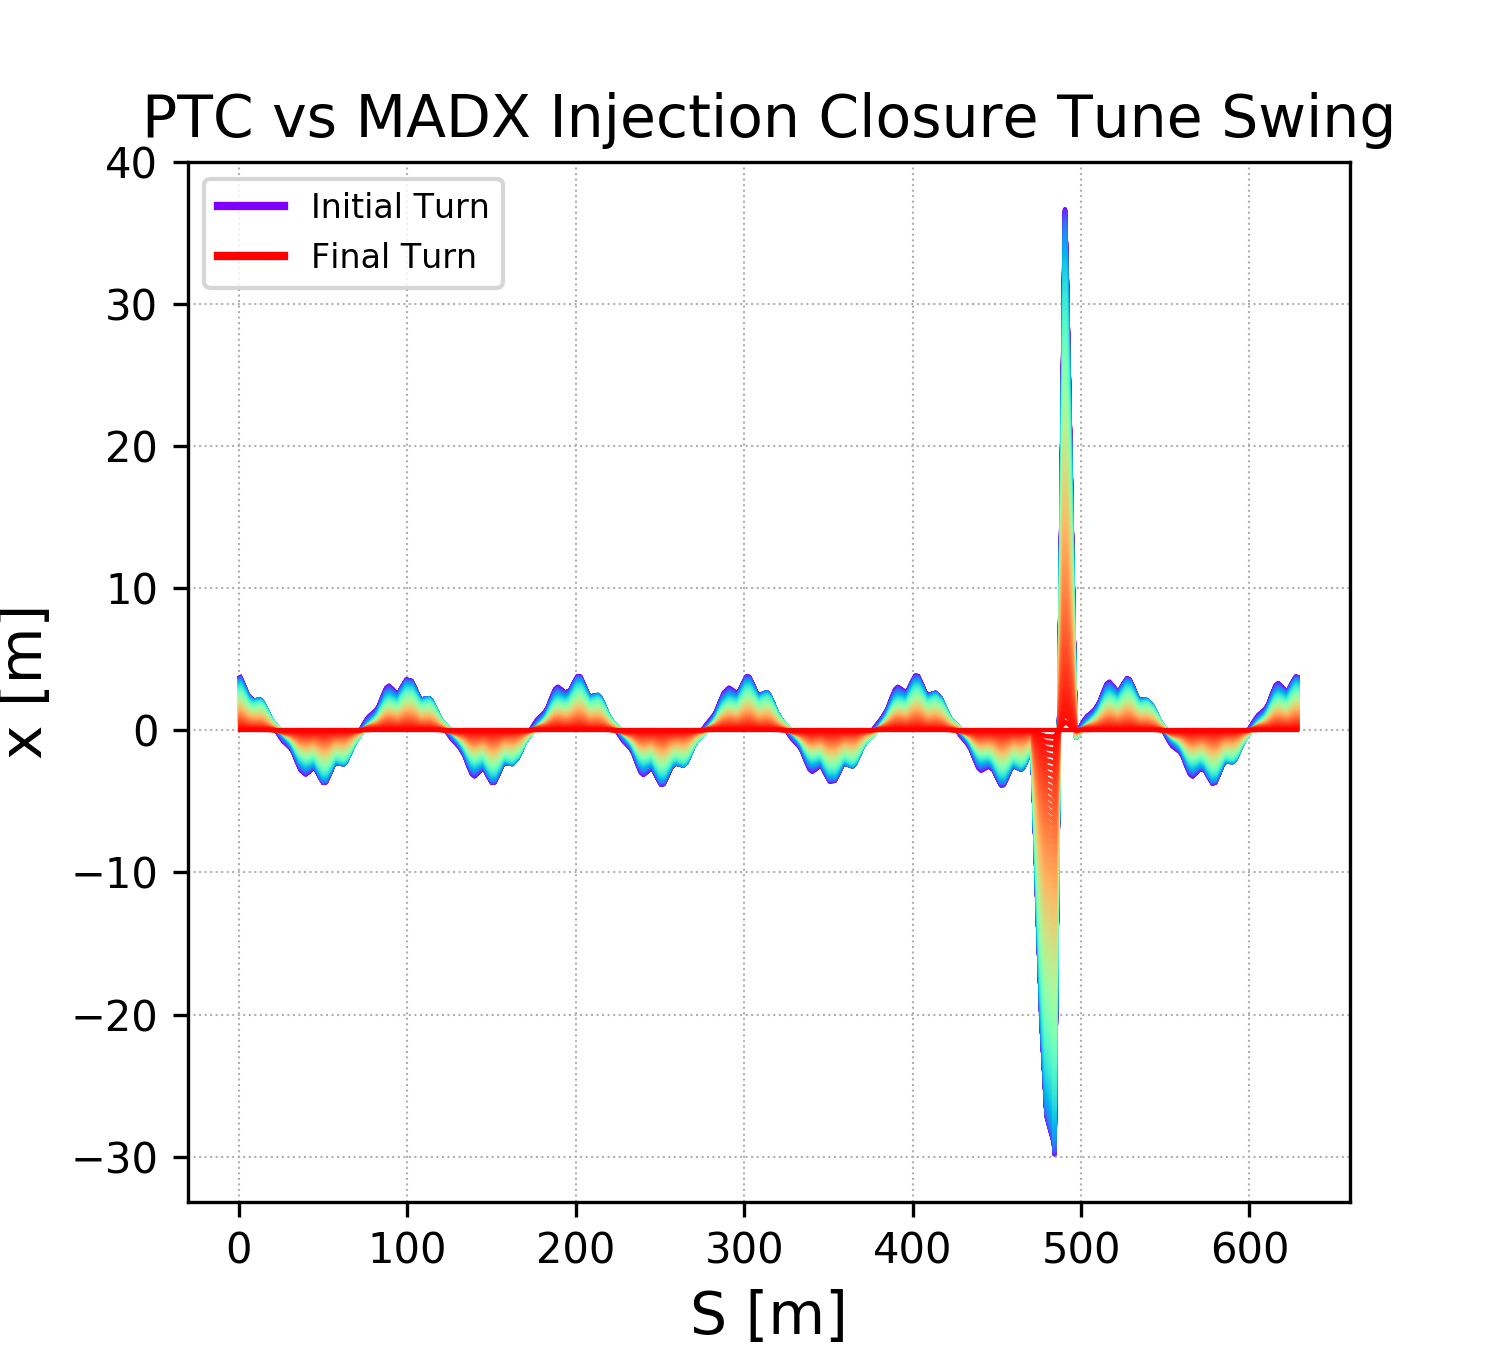 PTC vs MADX Injection Closure Tune Swing
Initial Turn
Final Turn
x [m]
40
30
20
10
0
−10
−20
−30
0 100 200 300 400 500 600
S [m]